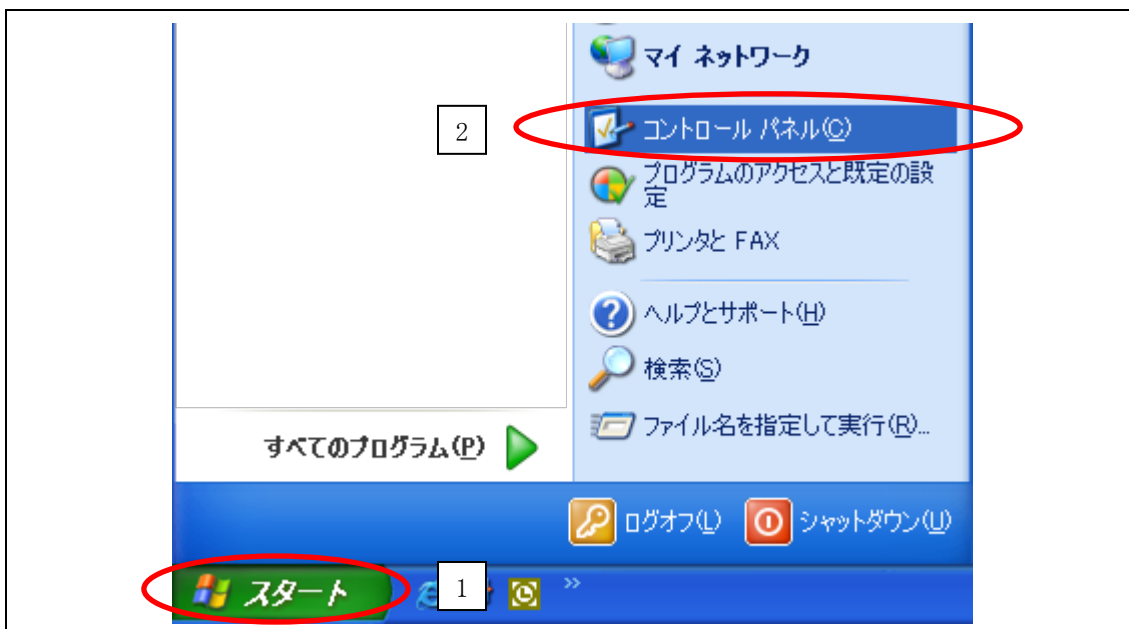 マイ ネットワーク
2
コントロール パネル(C)
プログラムのアクセスと既定の設
定
プリンタと FAX
ヘルプとサポート(H)
検索(S)
ファイル名を指定して実行(R)...
すべてのプログラム(P)
ログオフ(L)
シャットダウン(U)
スタート
1
»